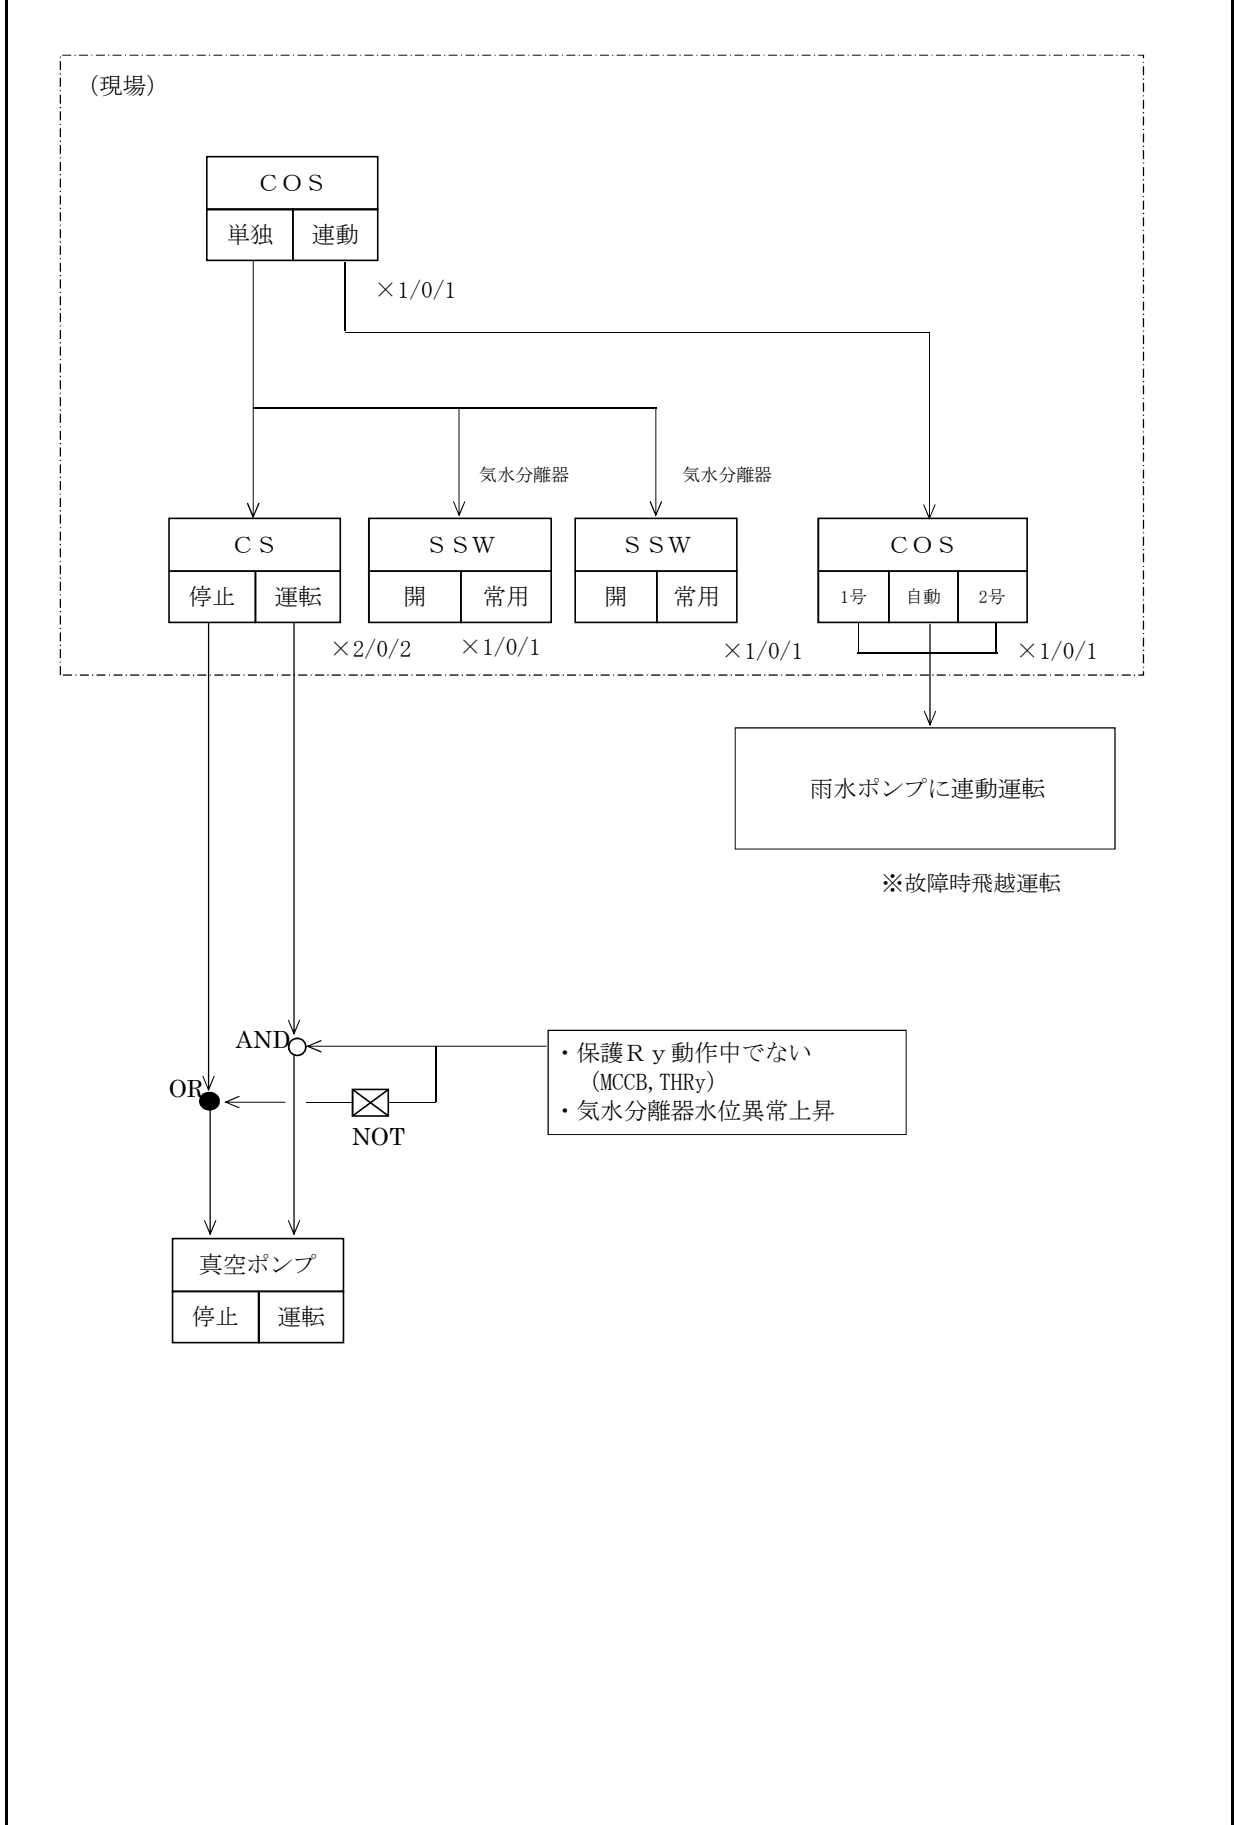 （現場）
ＣＯＳ
単独 連動
×1/0/1
気水分離器 気水分離器
ＣＳ ＳＳＷ ＳＳＷ ＣＯＳ
停止 運転 開 常用 開 常用 1号 自動 2号
×2/0/2 ×1/0/1 ×1/0/1 ×1/0/1
雨水ポンプに連動運転
※故障時飛越運転
AND
・保護Ｒｙ動作中でない
（MCCB,THRy）
OR
・気水分離器水位異常上昇
NOT
真空ポンプ
停止 運転